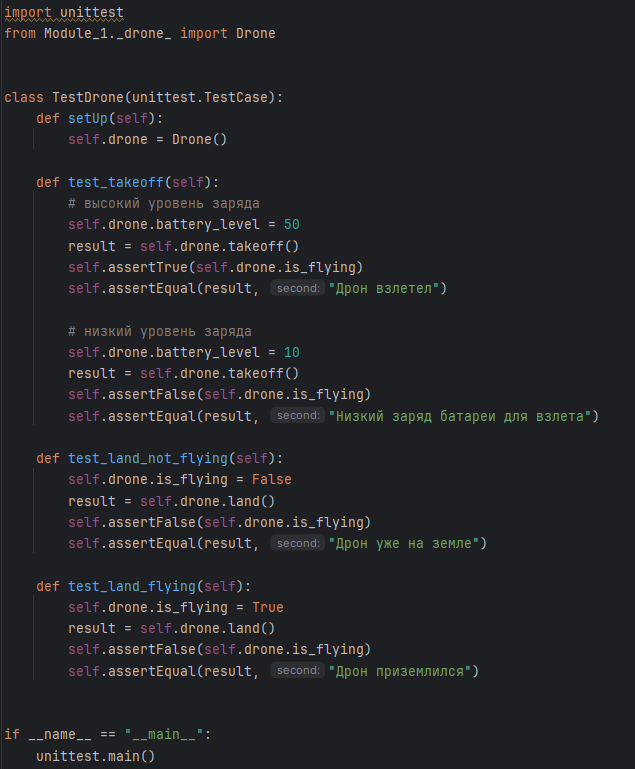 import unittest
from Module_1._drone_ import Drone
class TestDrone(unittest.TestCase):
    def setUp(self):
        self.drone = Drone()
    def test_takeoff(self):
        # высокий уровень заряда
        self.drone.battery_level = 50
        result = self.drone.takeoff()
        self.assertTrue(self.drone.is_flying)
        self.assertEqual(result, second: "Дрон взлетел")
        # низкий уровень заряда
        self.drone.battery_level = 10
        result = self.drone.takeoff()
        self.assertFalse(self.drone.is_flying)
        self.assertEqual(result, second: "Низкий заряд батареи для взлета")
    def test_land_not_flying(self):
        self.drone.is_flying = False
        result = self.drone.land()
        self.assertFalse(self.drone.is_flying)
        self.assertEqual(result, second: "Дрон уже на земле")
    def test_land_flying(self):
        self.drone.is_flying = True
        result = self.drone.land()
        self.assertFalse(self.drone.is_flying)
        self.assertEqual(result, second: "Дрон приземлился")
if __name__ == "__main__":
    unittest.main()